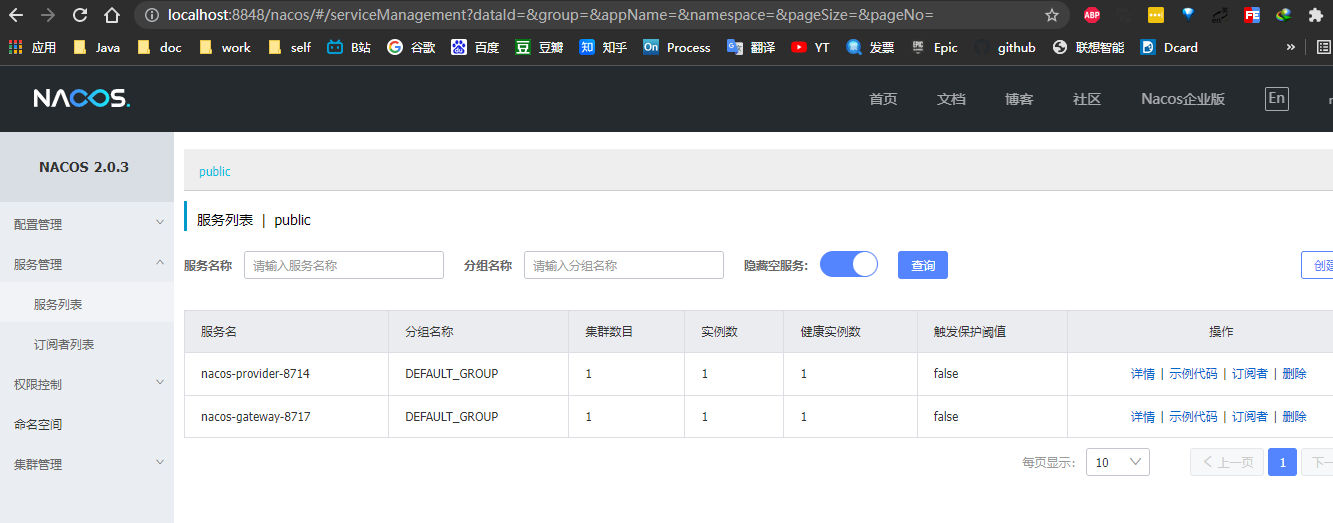 localhost:8848/nacos/#/serviceManagement?dataId=&group=&appName=&namespace=&pageSize=&pageNo=
ABP
FE
应用 Java doc work self B站 谷歌 百度 豆 豆瓣 知 知乎 On Process 翻译 YT 发票 EPIC Epic github 联想智能 Dcard »
NACOS. 首页 文档 博客 社区 Nacos企业版 En
NACOS 2.0.3
public
配置管理
服务列表 | public
服务管理
服务名称 请输入服务名称 分组名称 请输入分组名称 隐藏空服务: 查询 创建
服务列表
服务名 分组名称 集群数目 实例数 健康实例数 触发保护阈值 操作
订阅者列表
nacos-provider-8714 DEFAULT_GROUP 1 1 1 false 详情 | 示例代码 | 订阅者 | 删除
权限控制
nacos-gateway-8717 DEFAULT_GROUP 1 1 1 false 详情 | 示例代码 | 订阅者 | 删除
命名空间
集群管理
每页显示: 10 上一页 1 下一